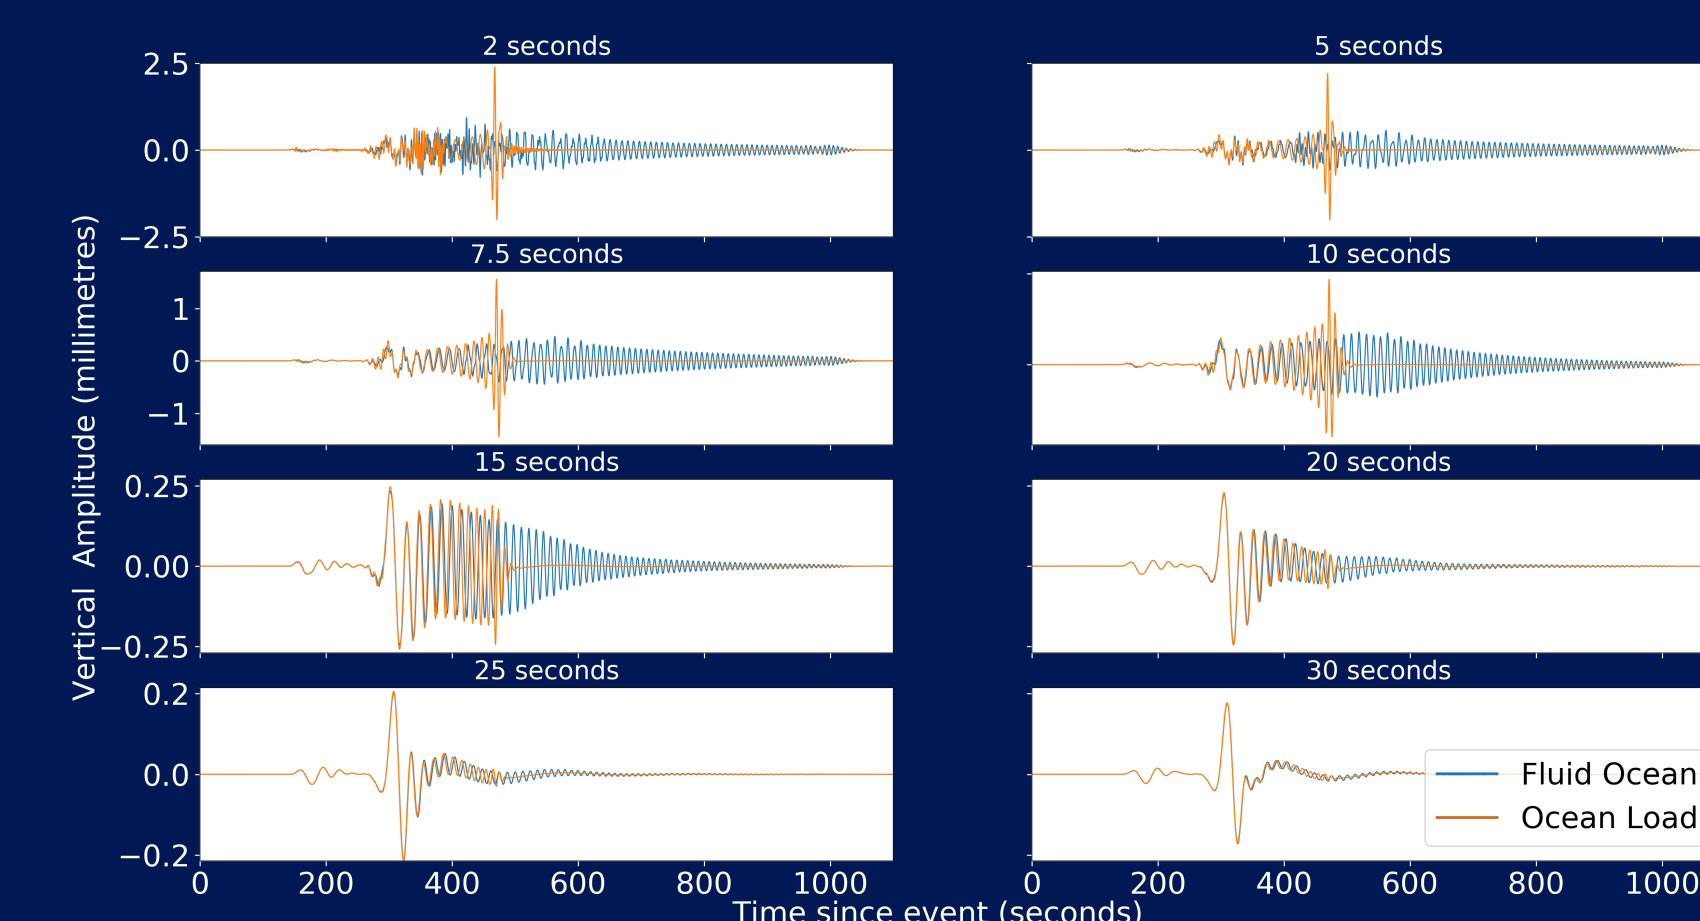 2 seconds
5 seconds
2.5
0.0
−2.5
7.5 seconds
10 seconds
1
0
−1
15 seconds
20 seconds
0.25
0.00
−0.25
25 seconds
30 seconds
0.2
0.0
−0.2
Fluid Ocean
Ocean Load
0 200 400 600 800 1000
0 200 400 600 800 1000
Time since event (seconds)
Vertical Amplitude (millimetres)